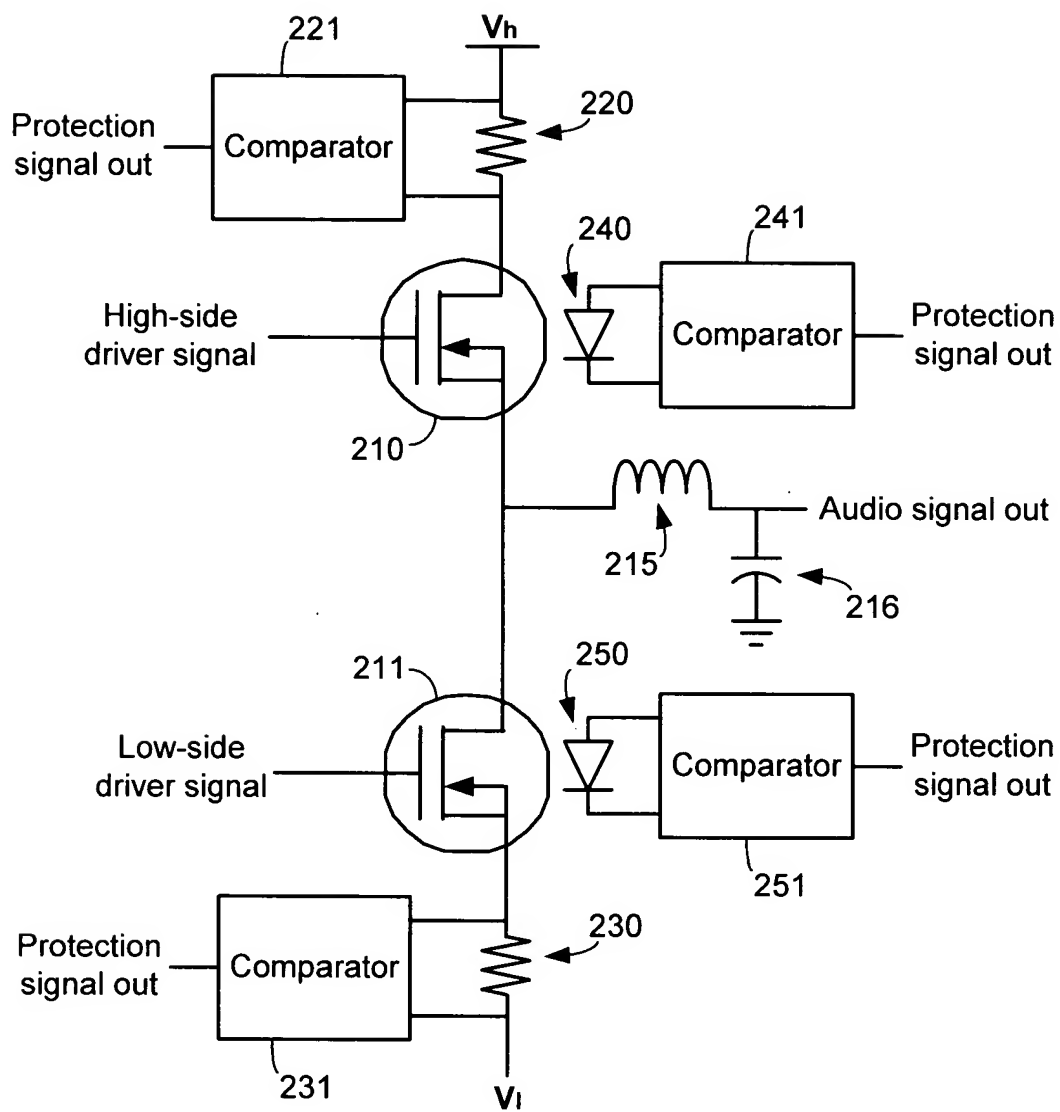 221
Vh
220
Protection
signal out
Comparator
240
241
High-side
driver signal
Comparator
Protection
signal out
210
Audio signal out
215
216
211
250
Low-side
driver signal
Comparator
Protection
signal out
251
230
Protection
signal out
Comparator
231
Vl